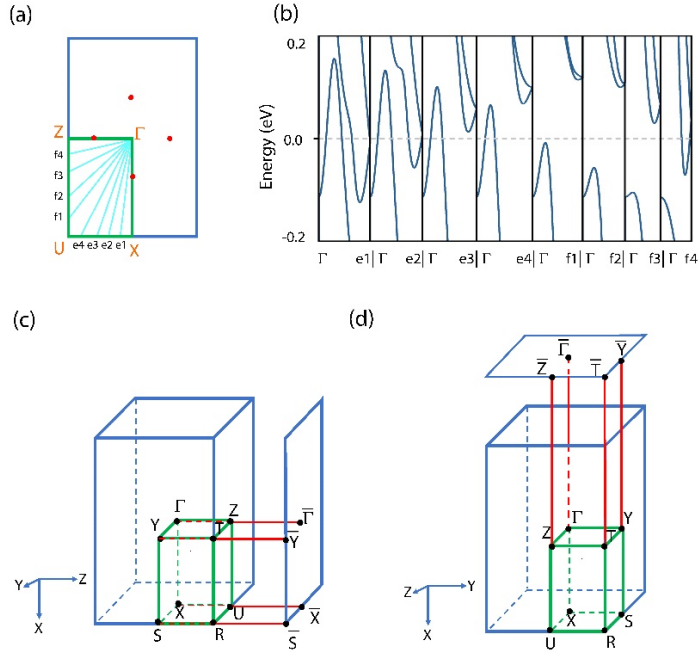 (a)
Z
Γ
f4
f3
f2
f1
U
e4 e3 e2 e1
X
(b)
Energy (eV)
0.2
0.0
-0.2
Γ e1|Γ e2|Γ e3|Γ e4|Γ f1|Γ f2|Γ f3|Γ f4
(c)
Γ
Z
Γ̅
Y
T
Y̅
X
U
X̅
S
R
S̅
Y
Z
X
(d)
Γ̅
Y̅
Z̅
T̅
Γ
Y
Z
T
X
S
U
R
Z
Y
X